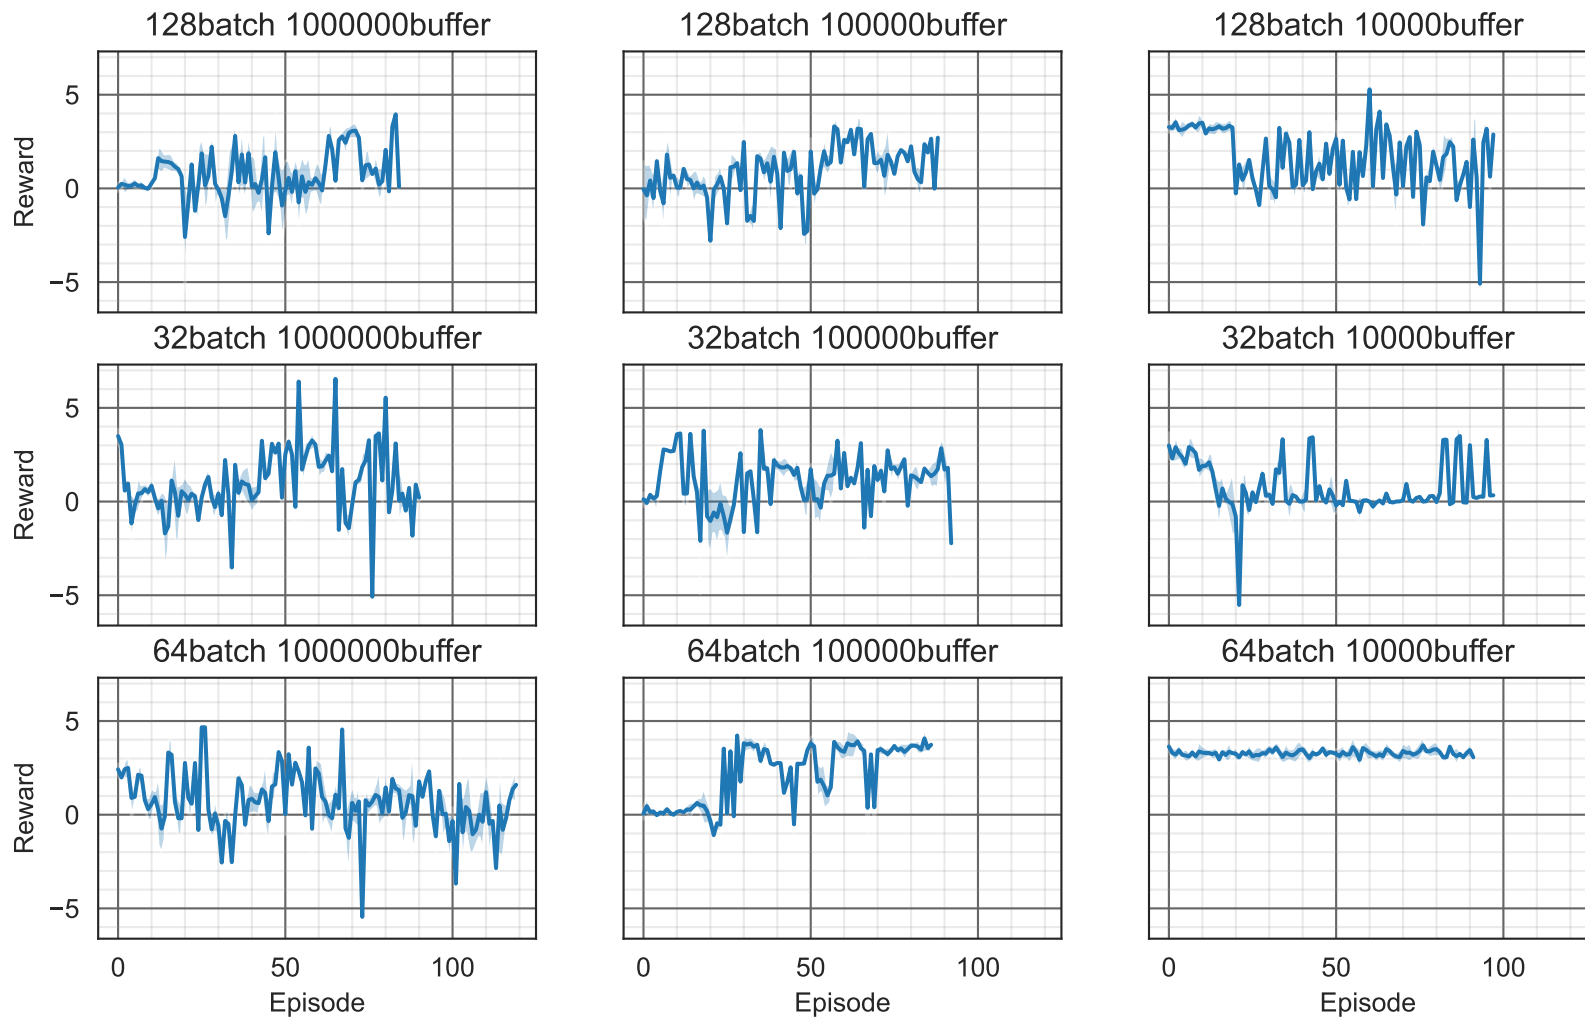 128batch 1000000buffer
128batch 100000buffer
128batch 10000buffer
Reward
5
0
−5
32batch 1000000buffer
32batch 100000buffer
32batch 10000buffer
Reward
5
0
−5
64batch 1000000buffer
64batch 100000buffer
64batch 10000buffer
Reward
5
0
−5
0 50 100
0 50 100
0 50 100
Episode
Episode
Episode